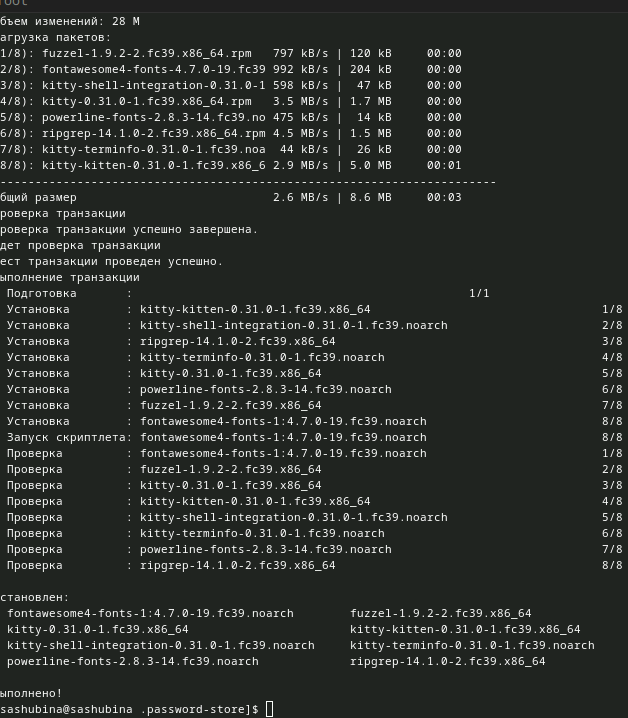 root
бъем изменений: 28 M
агрузка пакетов:
1/8): fuzzel-1.9.2-2.fc39.x86_64.rpm 797 kB/s | 120 kB 00:00
2/8): fontawesome4-fonts-4.7.0-19.fc39 992 kB/s | 204 kB 00:00
3/8): kitty-shell-integration-0.31.0-1 598 kB/s | 47 kB 00:00
4/8): kitty-0.31.0-1.fc39.x86_64.rpm 3.5 MB/s | 1.7 MB 00:00
5/8): powerline-fonts-2.8.3-14.fc39.no 475 kB/s | 14 kB 00:00
6/8): ripgrep-14.1.0-2.fc39.x86_64.rpm 4.5 MB/s | 1.5 MB 00:00
7/8): kitty-terminfo-0.31.0-1.fc39.noa 44 kB/s | 26 kB 00:00
8/8): kitty-kitten-0.31.0-1.fc39.x86_6 2.9 MB/s | 5.0 MB 00:01
-----------------------------------------------------------------------
бщий размер 2.6 MB/s | 8.6 MB 00:03
роверка транзакции
роверка транзакции успешно завершена.
дет проверка транзакции
ест транзакции проведен успешно.
ыполнение транзакции
Подготовка : 1/1
Установка : kitty-kitten-0.31.0-1.fc39.x86_64 1/8
Установка : kitty-shell-integration-0.31.0-1.fc39.noarch 2/8
Установка : ripgrep-14.1.0-2.fc39.x86_64 3/8
Установка : kitty-terminfo-0.31.0-1.fc39.noarch 4/8
Установка : kitty-0.31.0-1.fc39.x86_64 5/8
Установка : powerline-fonts-2.8.3-14.fc39.noarch 6/8
Установка : fuzzel-1.9.2-2.fc39.x86_64 7/8
Установка : fontawesome4-fonts-1:4.7.0-19.fc39.noarch 8/8
Запуск скриптлета: fontawesome4-fonts-1:4.7.0-19.fc39.noarch 8/8
Проверка : fontawesome4-fonts-1:4.7.0-19.fc39.noarch 1/8
Проверка : fuzzel-1.9.2-2.fc39.x86_64 2/8
Проверка : kitty-0.31.0-1.fc39.x86_64 3/8
Проверка : kitty-kitten-0.31.0-1.fc39.x86_64 4/8
Проверка : kitty-shell-integration-0.31.0-1.fc39.noarch 5/8
Проверка : kitty-terminfo-0.31.0-1.fc39.noarch 6/8
Проверка : powerline-fonts-2.8.3-14.fc39.noarch 7/8
Проверка : ripgrep-14.1.0-2.fc39.x86_64 8/8
становлен:
fontawesome4-fonts-1:4.7.0-19.fc39.noarch fuzzel-1.9.2-2.fc39.x86_64
kitty-0.31.0-1.fc39.x86_64 kitty-kitten-0.31.0-1.fc39.x86_64
kitty-shell-integration-0.31.0-1.fc39.noarch kitty-terminfo-0.31.0-1.fc39.noarch
powerline-fonts-2.8.3-14.fc39.noarch ripgrep-14.1.0-2.fc39.x86_64
ыполнено!
sashubina@sashubina .password-store]$